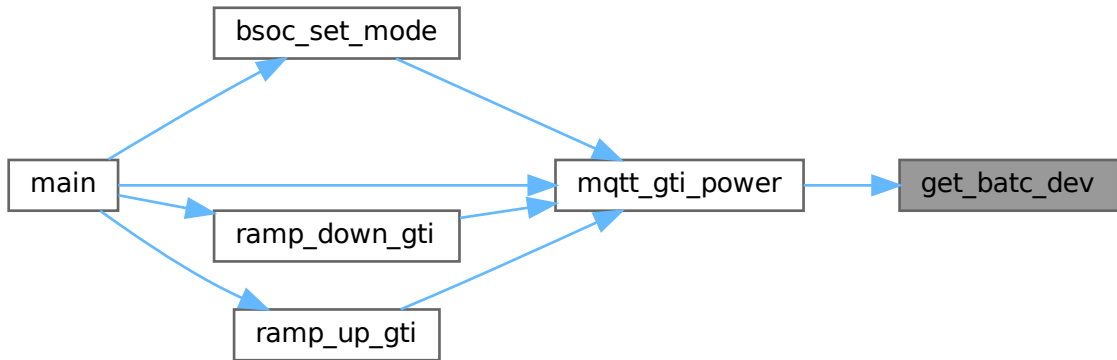 bsoc_set_mode
main
mqtt_gti_power
get_batc_dev
ramp_down_gti
ramp_up_gti